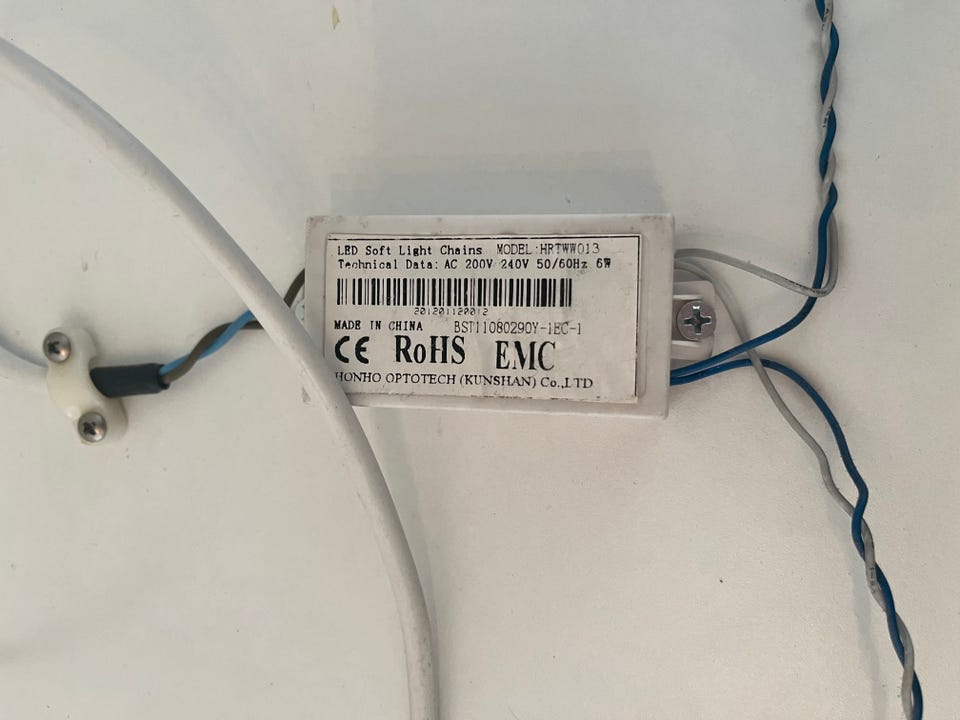 LED Soft Light Chains MODEL:HRTWW013
Technical Data: AC 200V 240V 50/60Hz 6W
201201120012
MADE IN CHINA BST11080290Y-1EC-1
CE RoHS EMC
HONHO OPTOTECH (KUNSHAN) Co.,LTD